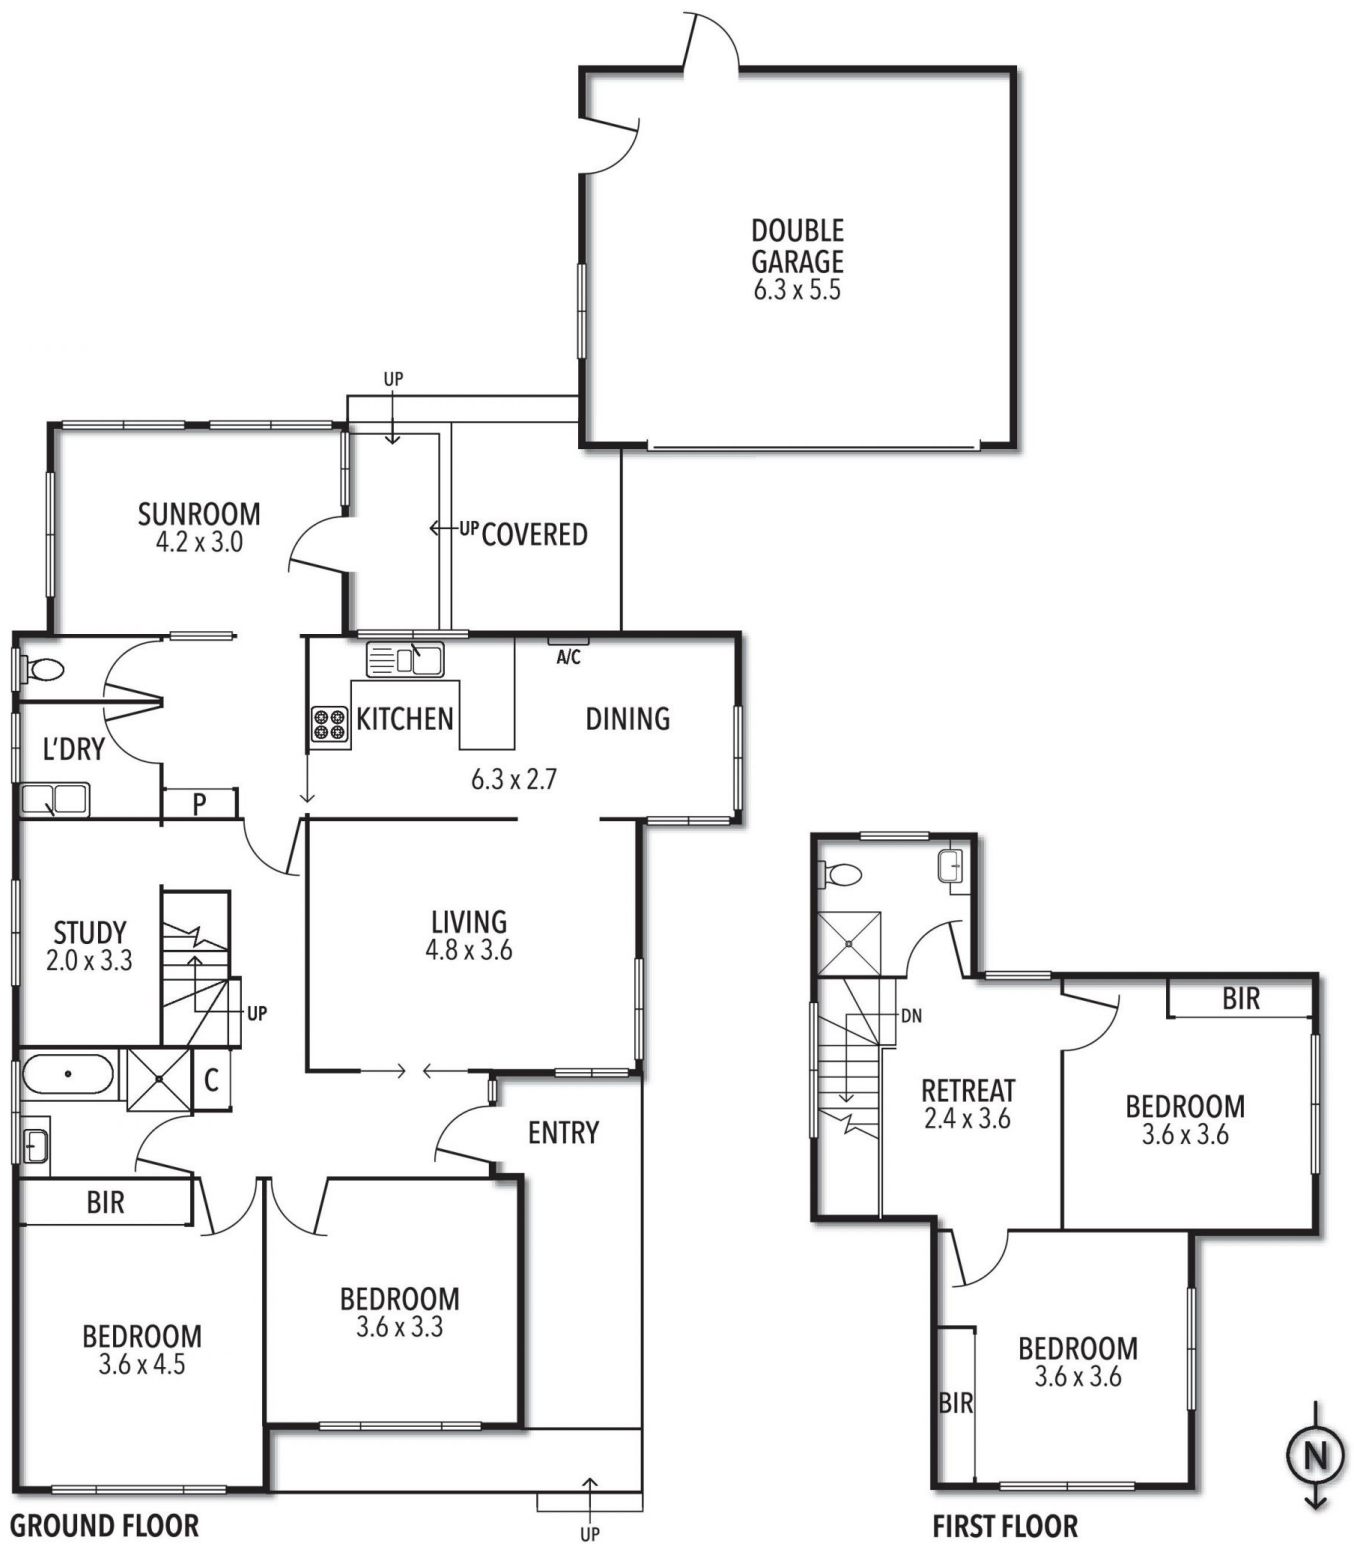 DOUBLE
GARAGE
6.3 x 5.5
UP
SUNROOM
4.2 x 3.0
UP
COVERED
A/C
KITCHEN
DINING
6.3 x 2.7
L'DRY
P
STUDY
2.0 x 3.3
LIVING
4.8 x 3.6
UP
C
ENTRY
BIR
BEDROOM
3.6 x 4.5
BEDROOM
3.6 x 3.3
UP
GROUND FLOOR
DN
BIR
RETREAT
2.4 x 3.6
BEDROOM
3.6 x 3.6
BEDROOM
3.6 x 3.6
BIR
N
FIRST FLOOR